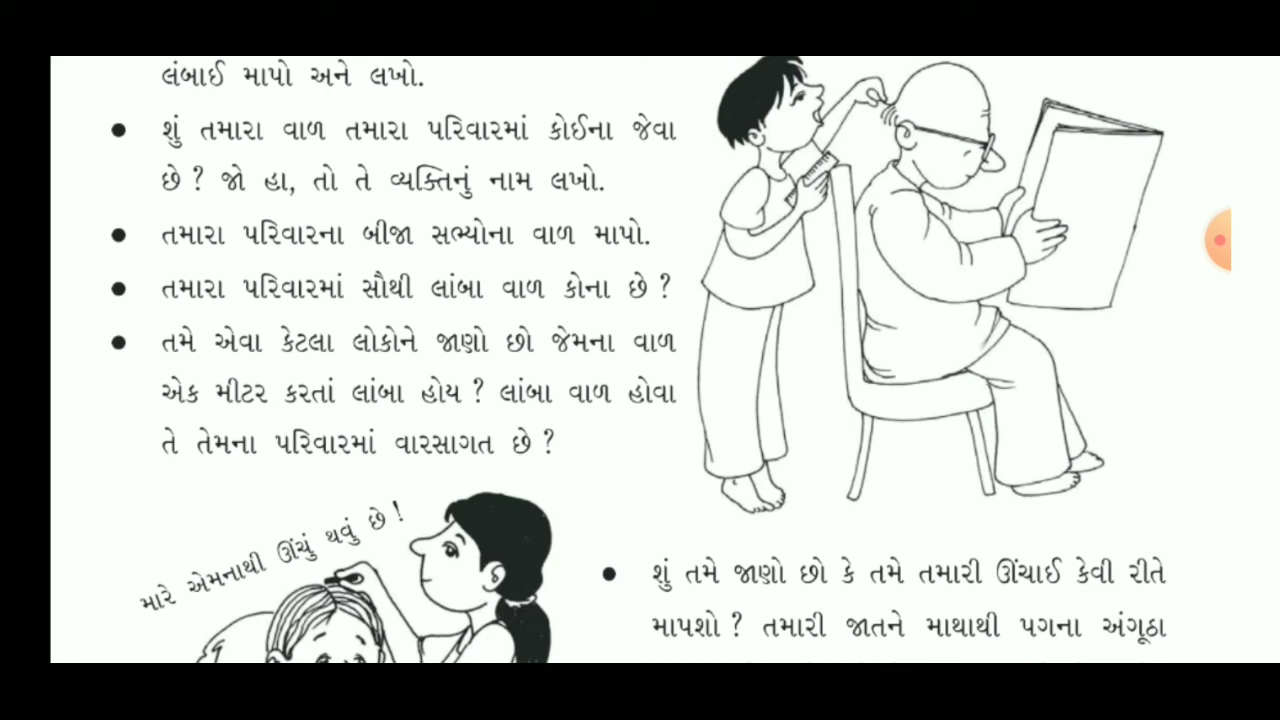 લંબાઈ માપો અને લખો.
● શું તમારા વાળ તમારા પરિવારમાં કોઈના જેવા
છે ? જો હા, તો તે વ્યક્તિનું નામ લખો.
● તમારા પરિવારના બીજા સભ્યોના વાળ માપો.
● તમારા પરિવારમાં સૌથી લાંબા વાળ કોના છે ?
● તમે એવા કેટલા લોકોને જાણો છો જેમના વાળ
એક મીટર કરતાં લાંબા હોય ? લાંબા વાળ હોવા
તે તેમના પરિવારમાં વારસાગત છે ?
મારે એમનાથી ઊંચું થવું છે !
● શું તમે જાણો છો કે તમે તમારી ઊંચાઈ કેવી રીતે
માપશો ? તમારી જાતને માથાથી પગના અંગૂઠા